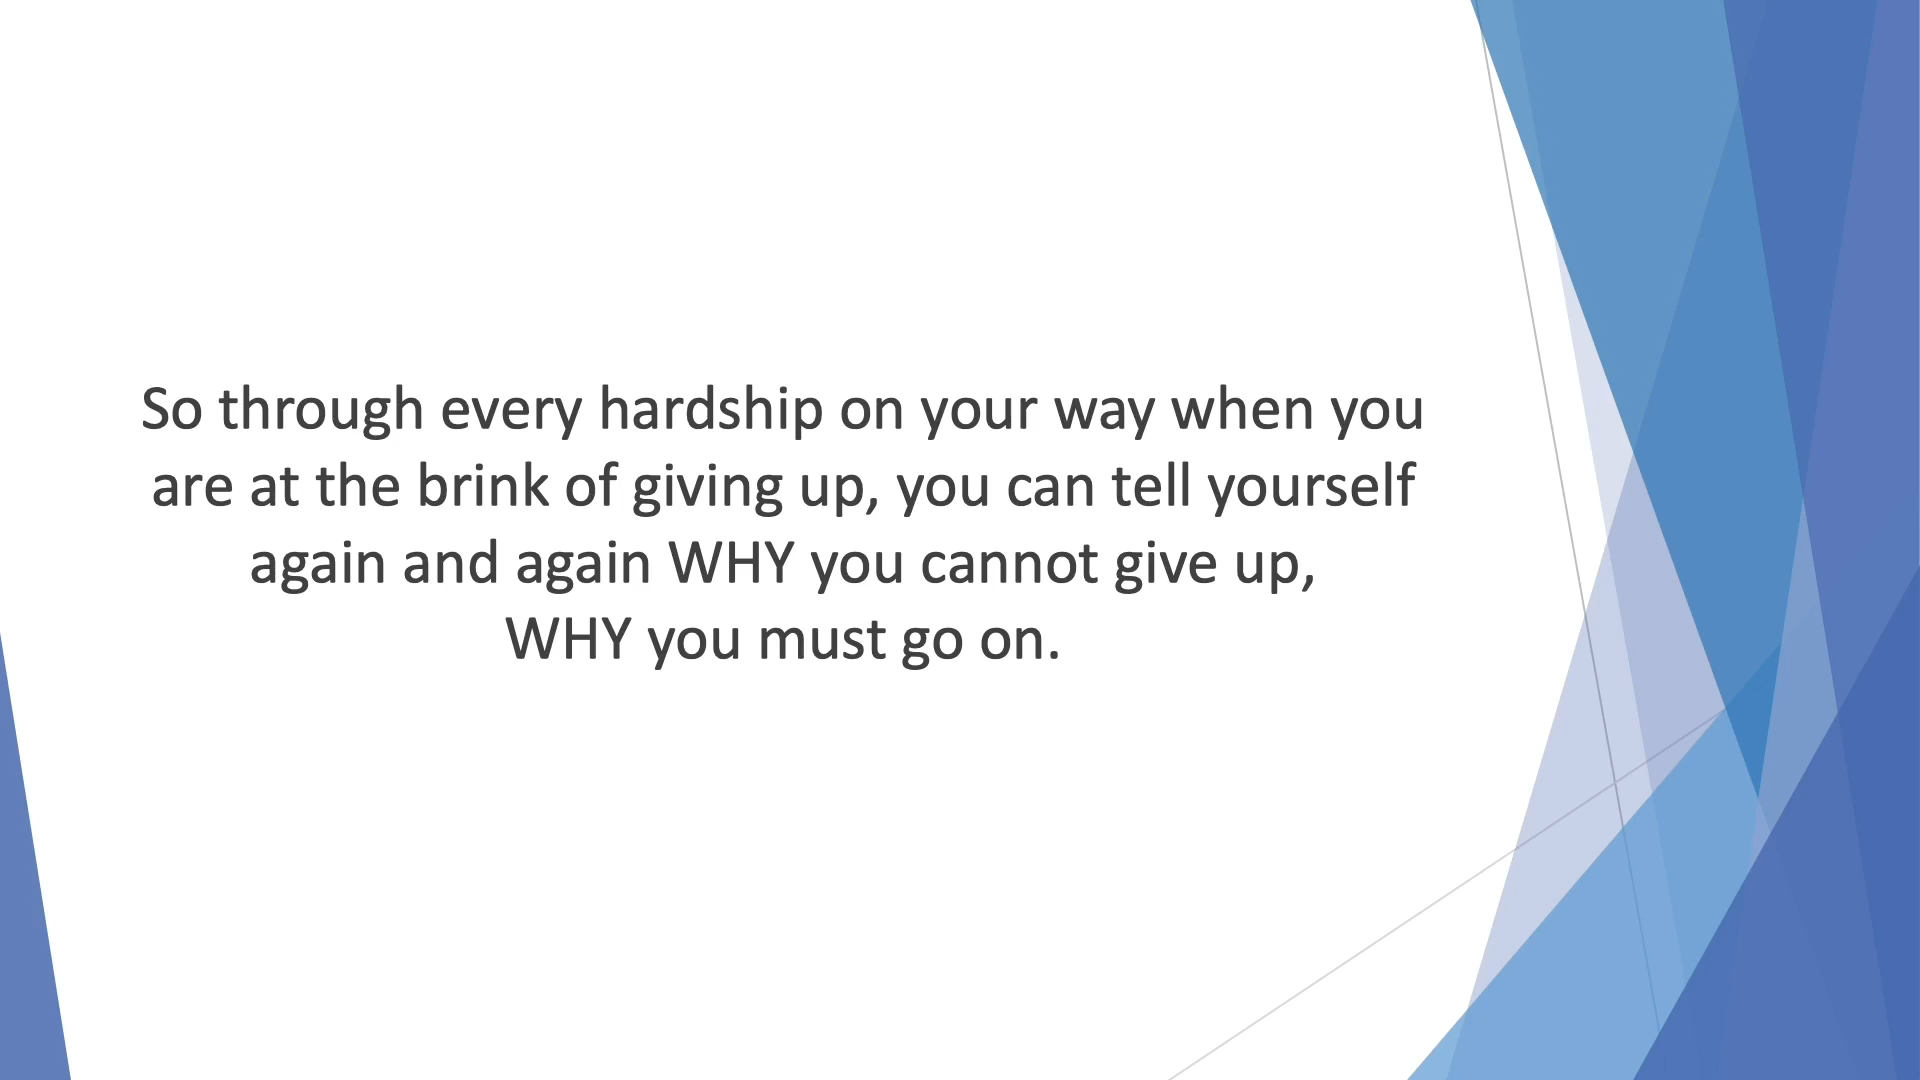 So through every hardship on your way when you
are at the brink of giving up, you can tell yourself
again and again WHY you cannot give up,
WHY you must go on.